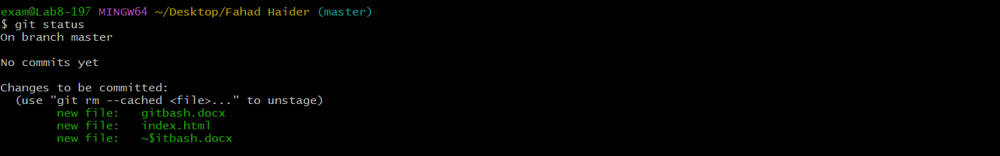 exam@Lab8-197 MINGW64 ~/Desktop/Fahad Haider (master)
$ git status
On branch master
No commits yet
Changes to be committed:
(use "git rm --cached <file>..." to unstage)
new file: gitbash.docx
new file: index.html
new file: ~$itbash.docx